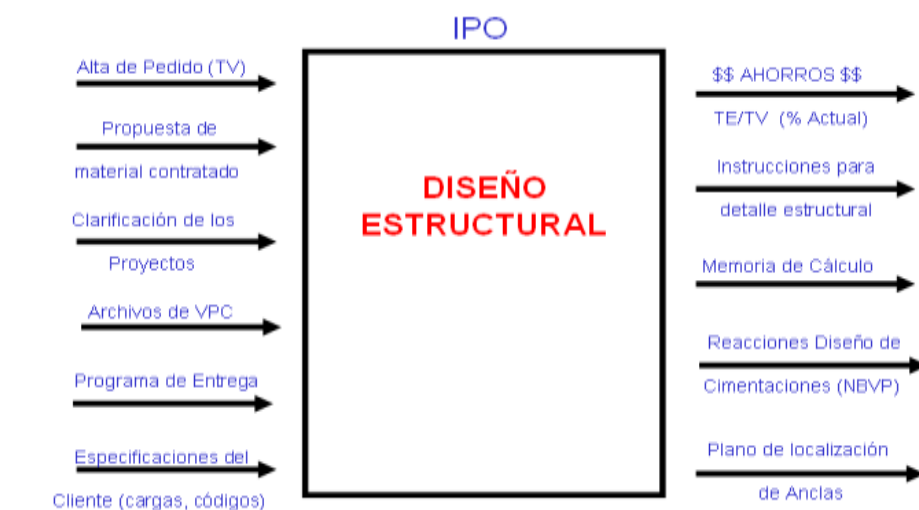 IPO
Alta de Pedido (TV)
Propuesta de
material contratado
Clarificación de los
Proyectos
Archivos de VPC
Programa de Entrega
Especificaciones del
Cliente (cargas, códigos)
DISEÑO
ESTRUCTURAL
$$ AHORROS $$
TE/TV (% Actual)
Instrucciones para
detalle estructural
Memoria de Cálculo
Reacciones Diseño de
Cimentaciones (NBVP)
Plano de localización
de Anclas